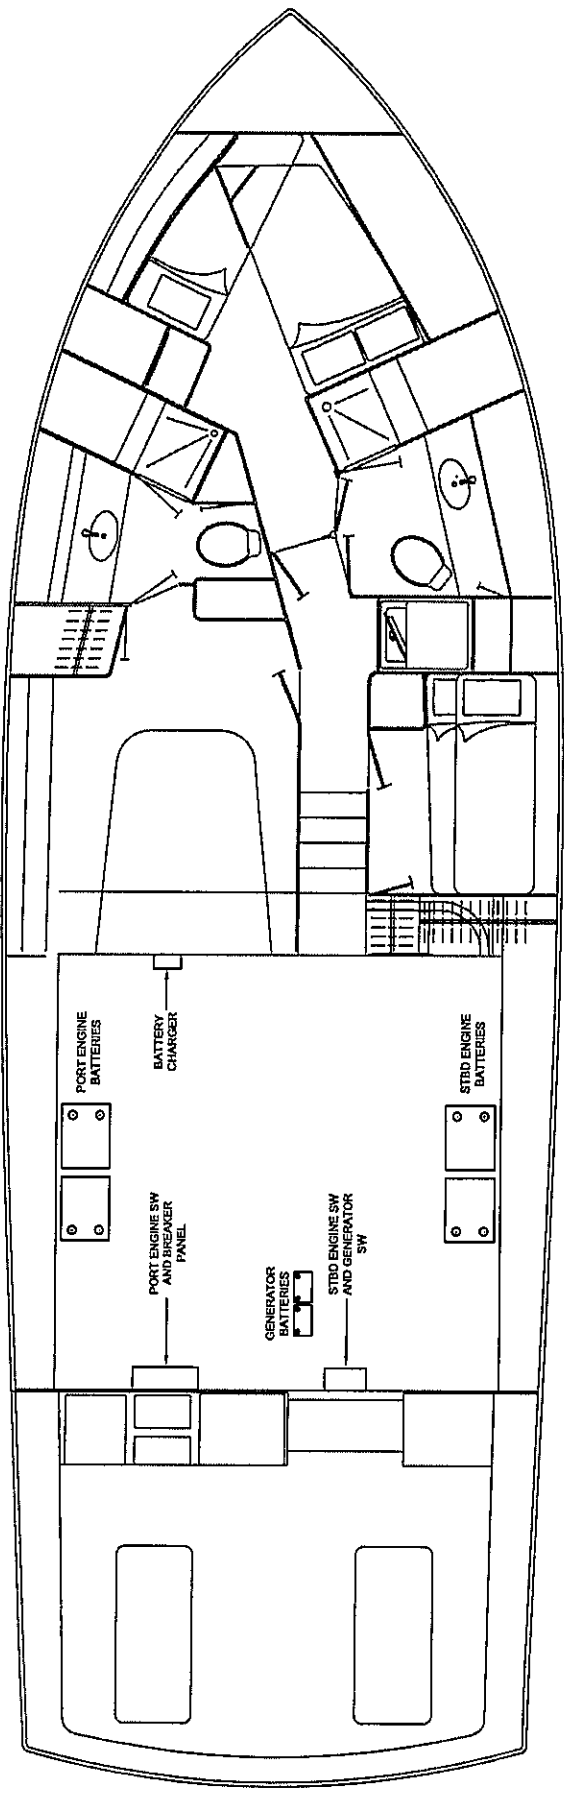 PORT ENGINE
BATTERIES
BATTERY
CHARGER
STBD ENGINE
BATTERIES
PORT ENGINE SW
AND BREAKER
PANEL
GENERATOR
BATTERIES
STBD ENGINE SW
AND GENERATOR
SW